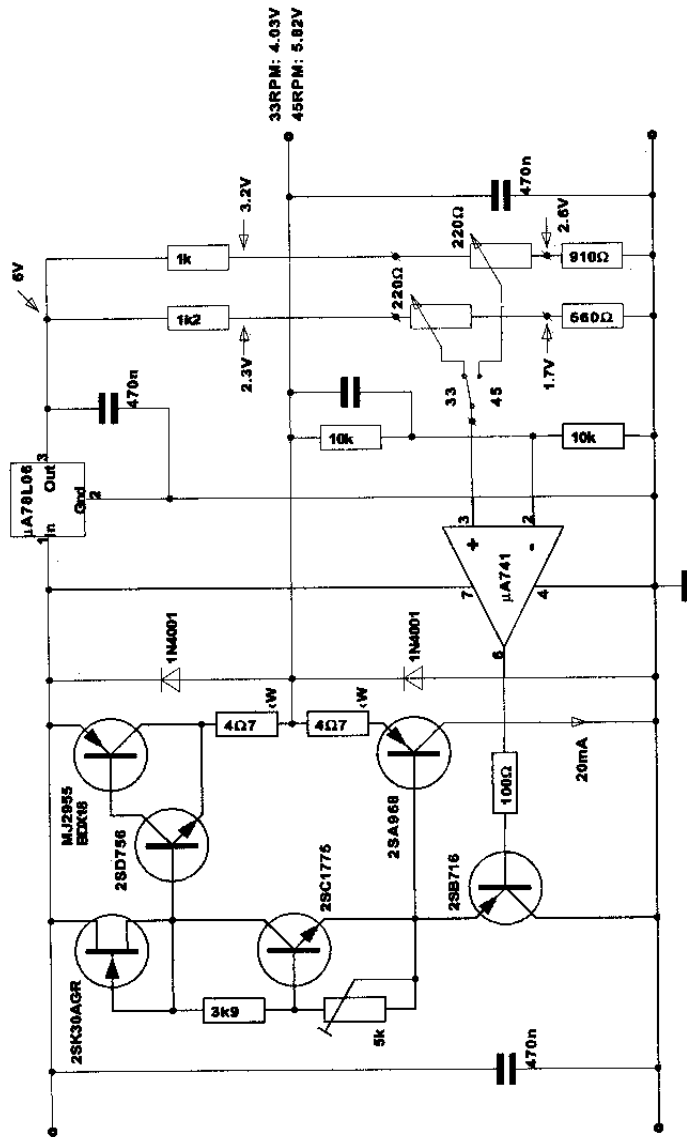 6V
µA78L06
1
In
Out
3
Gnd
2
MJ2955
BDX18
2SK30AGR
2SD756
470n
1N4001
1k2
1k
3k9
4Ω7
‹W
2.3V
3.2V
2SC1775
33RPM: 4.03V
45RPM: 5.82V
4Ω7
‹W
10k
5k
2SA968
1N4001
220Ω
220Ω
33
45
7
3
+
2
-
µA741
6
4
2SB716
100Ω
10k
470n
470n
1.7V
2.6V
560Ω
910Ω
20mA